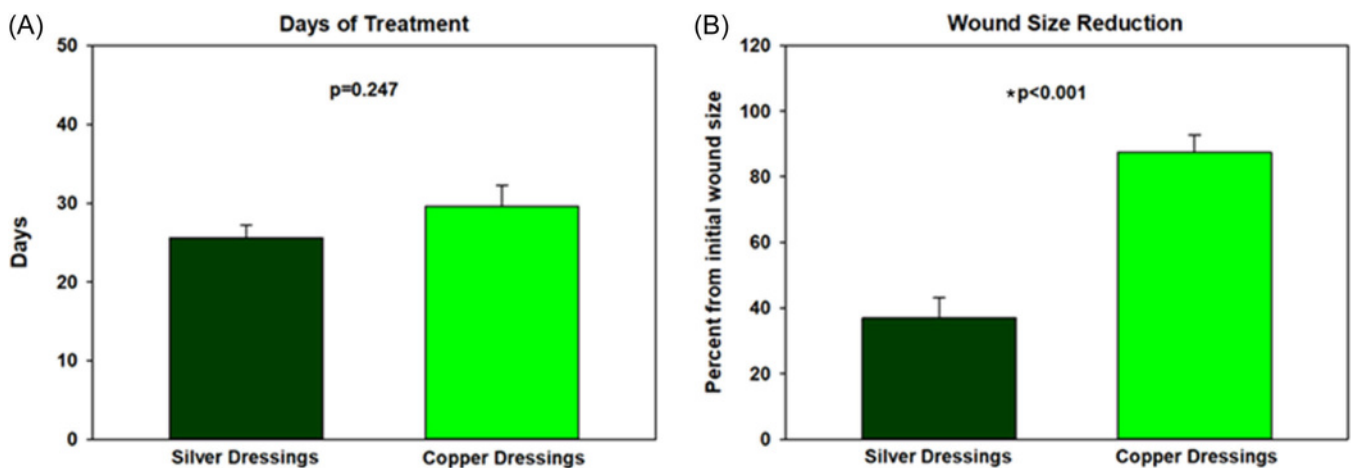 (A)
Days of Treatment
50
40
30
20
10
0
Days
p=0.247
Silver Dressings
Copper Dressings
(B)
Wound Size Reduction
120
100
80
60
40
20
0
Percent from initial wound size
*p<0.001
Silver Dressings
Copper Dressings